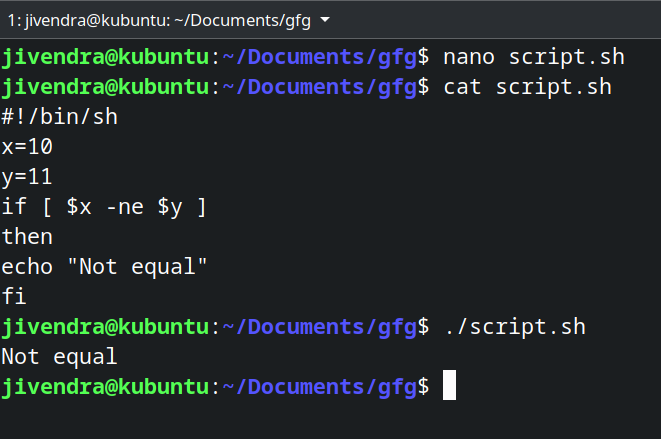 1: jivendra@kubuntu: ~/Documents/gfg
jivendra@kubuntu:~/Documents/gfg$ nano script.sh
jivendra@kubuntu:~/Documents/gfg$ cat script.sh
#!/bin/sh
x=10
y=11
if [ $x -ne $y ]
then
echo "Not equal"
fi
jivendra@kubuntu:~/Documents/gfg$ ./script.sh
Not equal
jivendra@kubuntu:~/Documents/gfg$